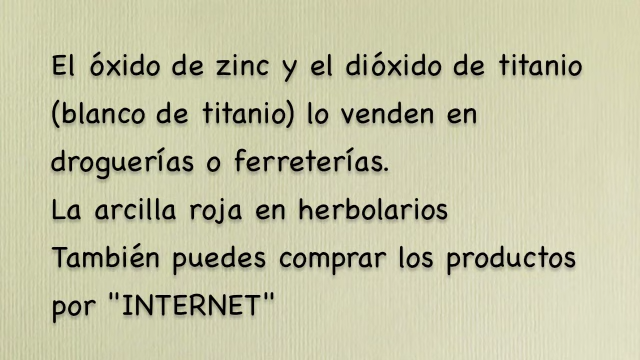 El óxido de zinc y el dióxido de titanio
(blanco de titanio) lo venden en
droguerías o ferreterías.
La arcilla roja en herbolarios
También puedes comprar los productos
por "INTERNET"